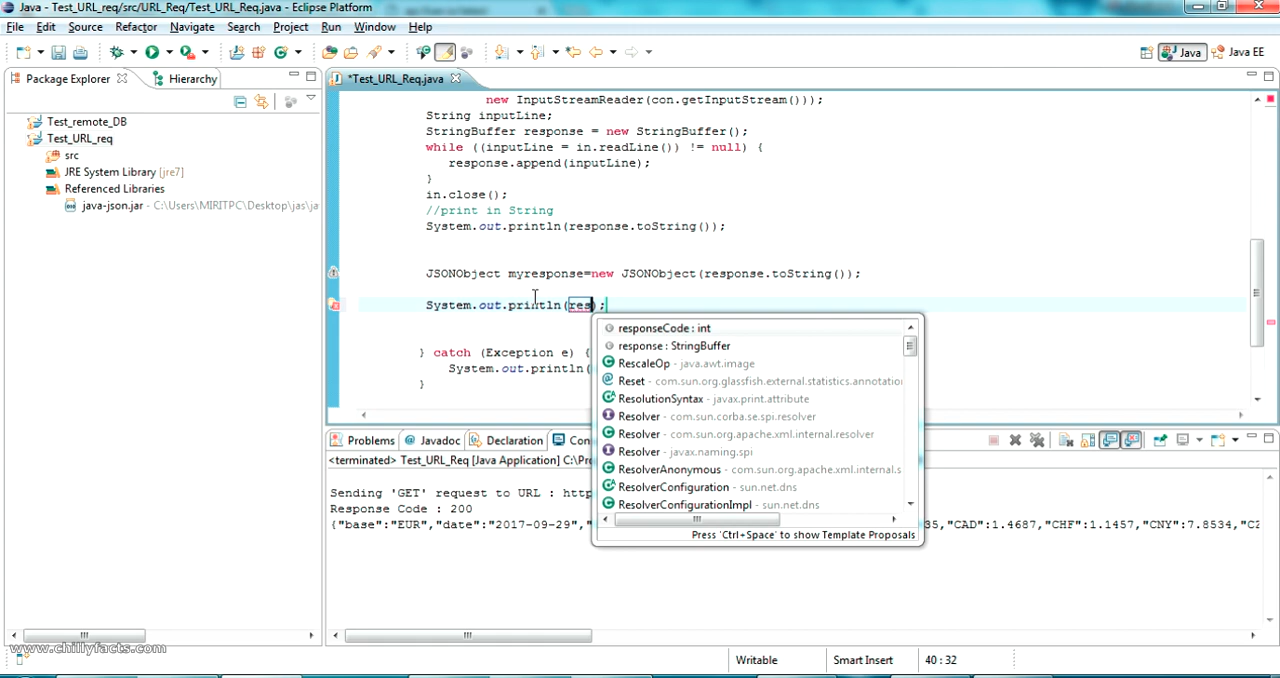 Java - Test_URL_req/src/URL_Req/Test_URL_Req.java - Eclipse Platform
File Edit Source Refactor Navigate Search Project Run Window Help
Java Java EE
Package Explorer Hierarchy
*Test_URL_Req.java
Test_remote_DB
Test_URL_req
src
JRE System Library [jre7]
Referenced Libraries
java-json.jar - C:\Users\MIRITPC\Desktop\jas\ja
new InputStreamReader(con.getInputStream()));
String inputLine;
StringBuffer response = new StringBuffer();
while ((inputLine = in.readLine()) != null) {
response.append(inputLine);
}
in.close();
//print in String
System.out.println(response.toString());
JSONObject myresponse=new JSONObject(response.toString());
System.out.println(res);
} catch (Exception e) {
System.out.println(
}
responseCode : int
response : StringBuffer
RescaleOp - java.awt.image
Reset - com.sun.org.glassfish.external.statistics.annotation
ResolutionSyntax - javax.print.attribute
Resolver - com.sun.corba.se.spi.resolver
Resolver - com.sun.org.apache.xml.internal.resolver
Resolver - javax.naming.spi
ResolverAnonymous - com.sun.org.apache.xml.internal.s
ResolverConfiguration - sun.net.dns
ResolverConfigurationImpl - sun.net.dns
Press 'Ctrl+Space' to show Template Proposals
Problems @ Javadoc Declaration Con
<terminated> Test_URL_Req [Java Application] C:\Pr
Sending 'GET' request to URL : http
Response Code : 200
{"base":"EUR","date":"2017-09-29", 35,"CAD":1.4687,"CHF":1.1457,"CNY":7.8534,"CZ
www.chillyfacts.com
Writable Smart Insert 40 : 32